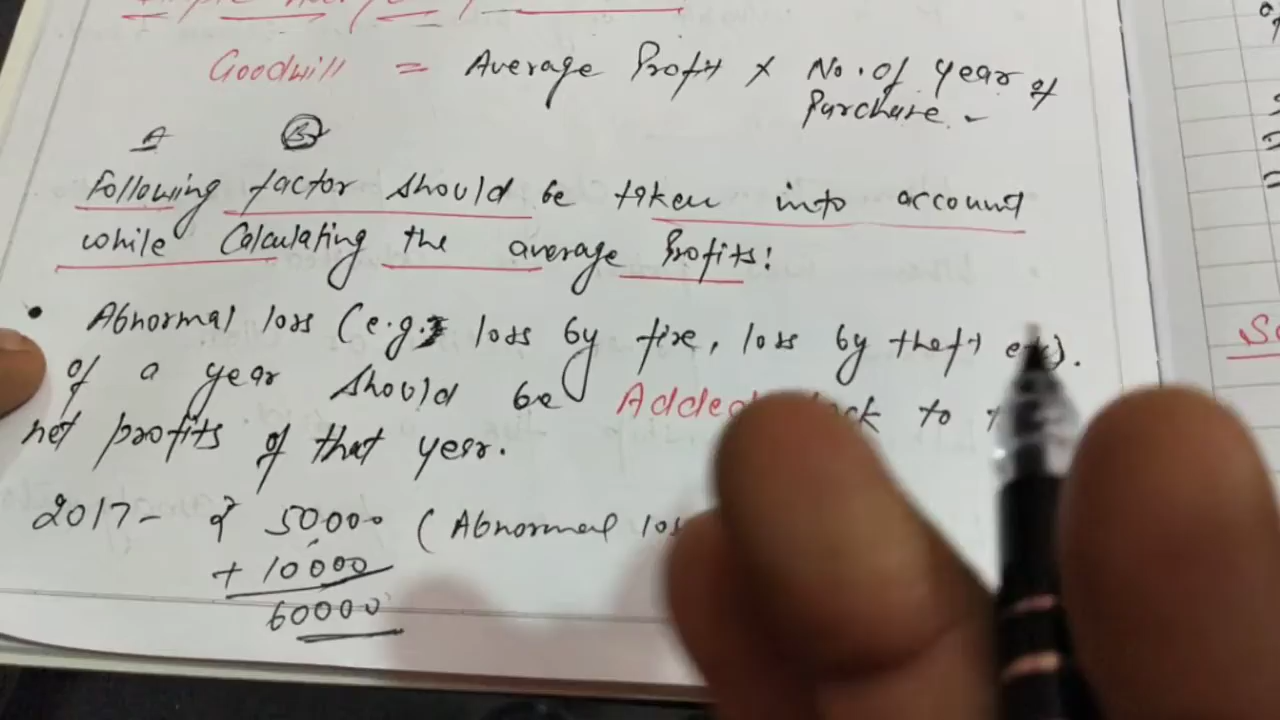 Goodwill = Average Profit × No. of year of
Purchase -
A B
Following factor should be taken into account
while Calculating the average Profits:
• Abnormal loss (e.g. loss by fire, loss by theft etc).
of a year should be Added back to
net profits of that year.
2017- ₹ 50000 (Abnormal
+ 10000
60000